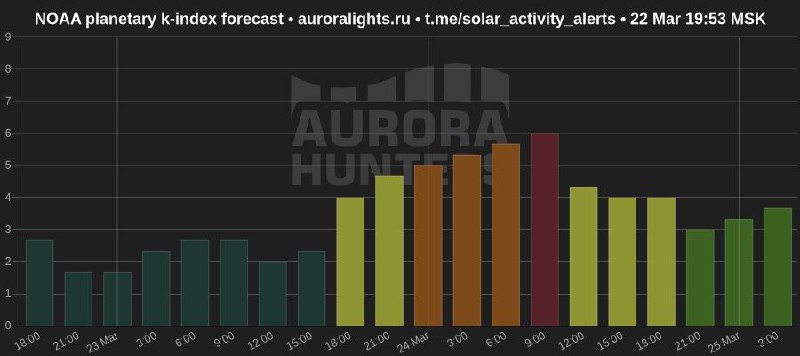 NOAA planetary k-index forecast • auroralights.ru • t.me/solar_activity_alerts • 22 Mar 19:53 MSK
9
8
7
6
5
4
3
2
1
0
AURORA
HUNTERS
18:00 21:00 23 Mar 3:00 6:00 9:00 12:00 15:00 18:00 21:00 24 Mar 3:00 6:00 9:00 12:00 15:00 18:00 21:00 25 Mar 3:00